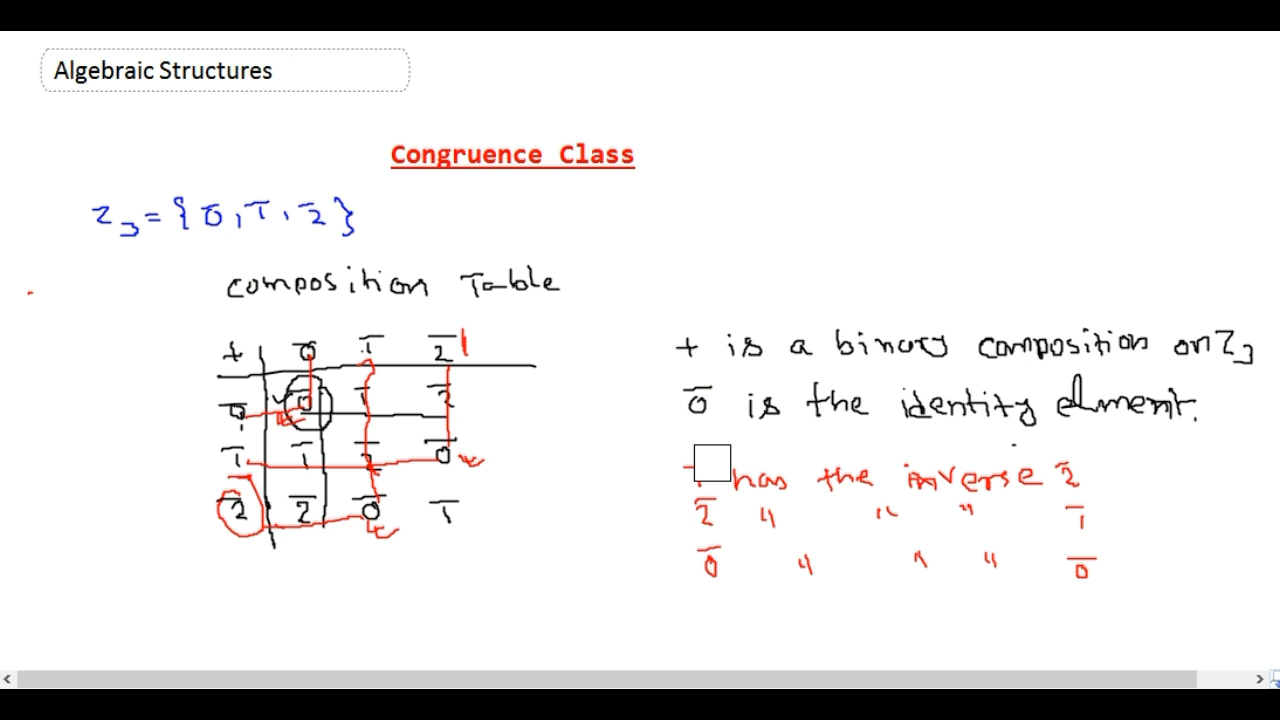 Algebraic Structures
Congruence Class
Z₃ = { 0̅, 1̅, 2̅ }
composition Table
+ 0̅ 1̅ 2̅
0̅ 0̅ 1̅ 2̅
1̅ 1̅ 2̅ 0̅
2̅ 2̅ 0̅ 1̅
+ is a binary composition on Z₃
0̅ is the identity elment.
has the inverse 2̅
2̅ " " " 1̅
0̅ " " " 0̅